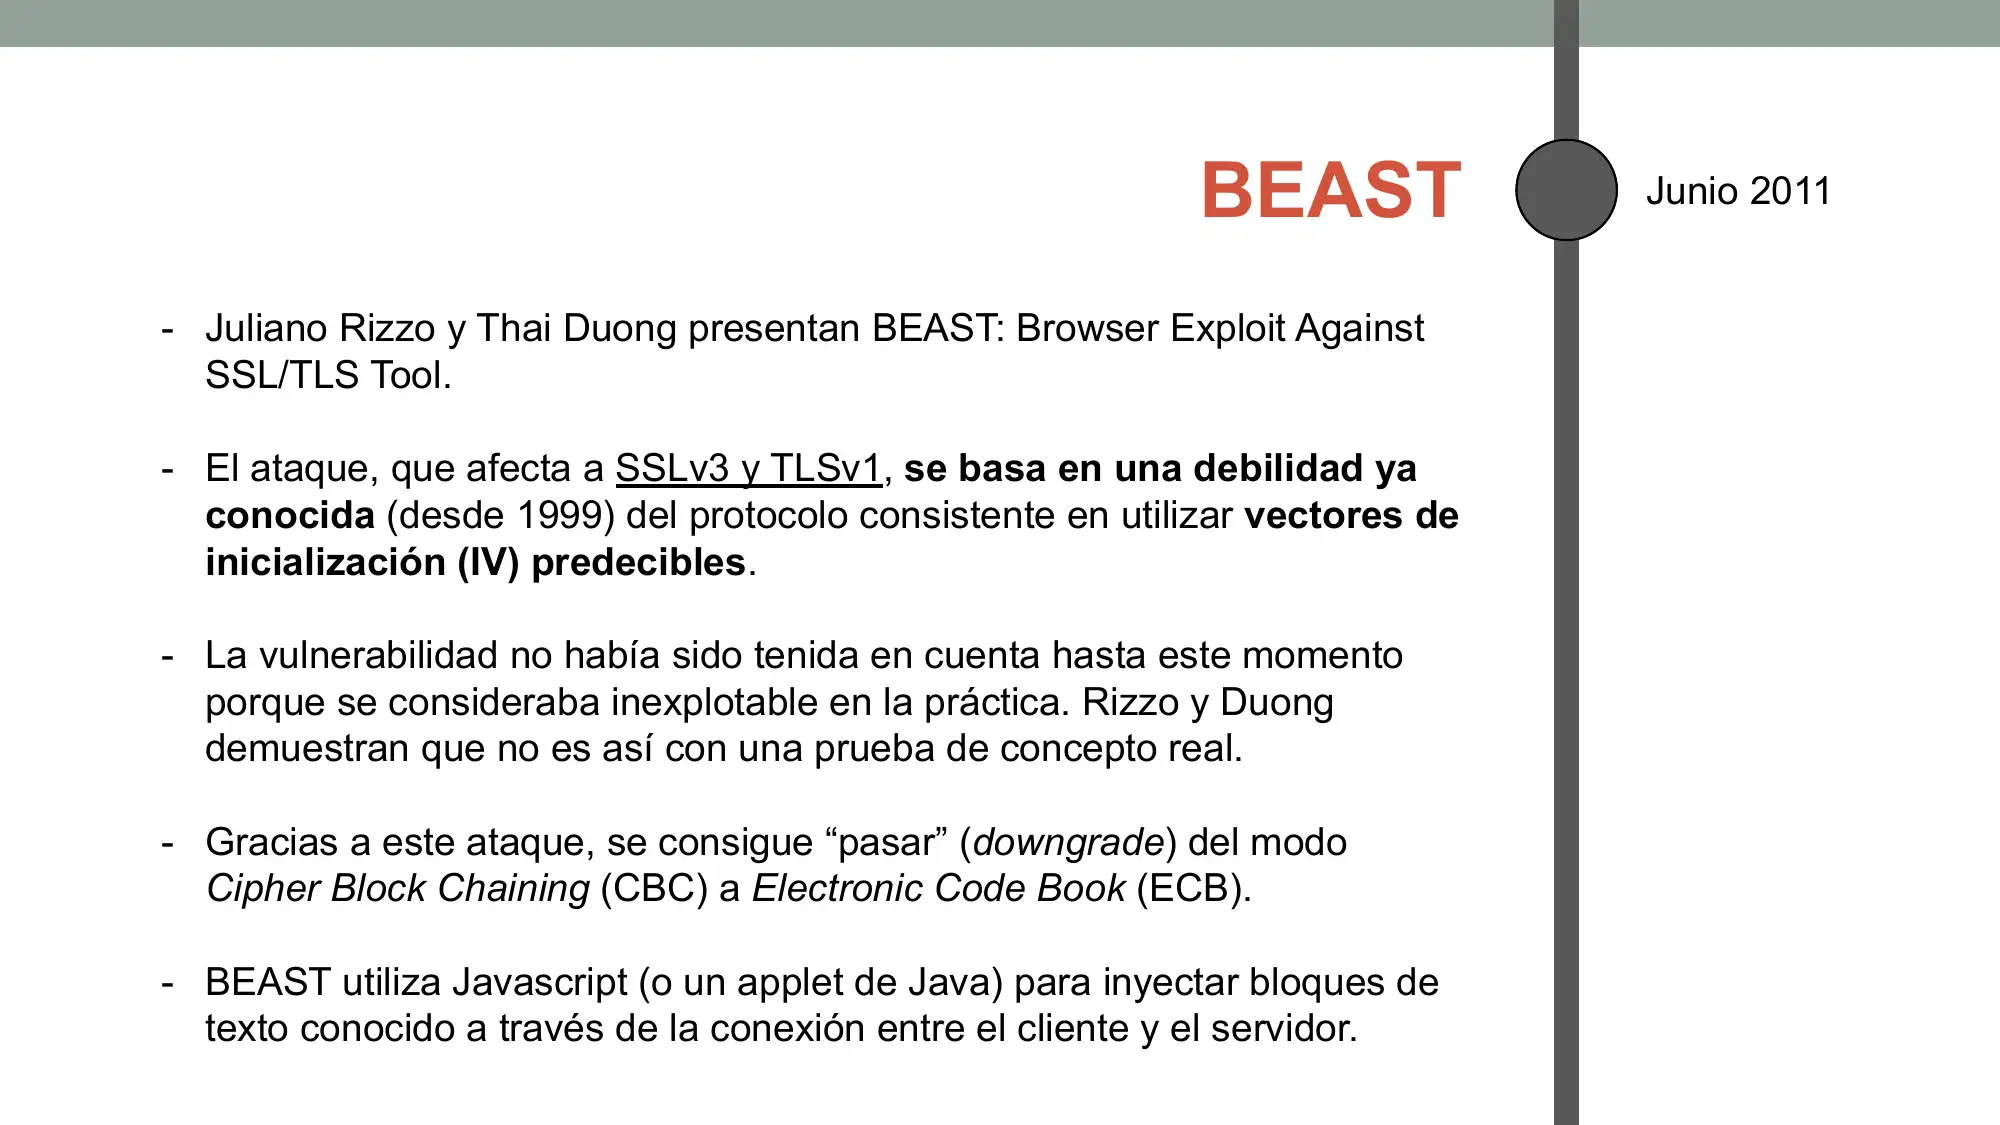 BEAST
Junio 2011
- Juliano Rizzo y Thai Duong presentan BEAST: Browser Exploit Against
SSL/TLS Tool.
- El ataque, que afecta a SSLv3 y TLSv1, se basa en una debilidad ya
conocida (desde 1999) del protocolo consistente en utilizar vectores de
inicialización (IV) predecibles.
- La vulnerabilidad no había sido tenida en cuenta hasta este momento
porque se consideraba inexplotable en la práctica. Rizzo y Duong
demuestran que no es así con una prueba de concepto real.
- Gracias a este ataque, se consigue “pasar” (downgrade) del modo
Cipher Block Chaining (CBC) a Electronic Code Book (ECB).
- BEAST utiliza Javascript (o un applet de Java) para inyectar bloques de
texto conocido a través de la conexión entre el cliente y el servidor.